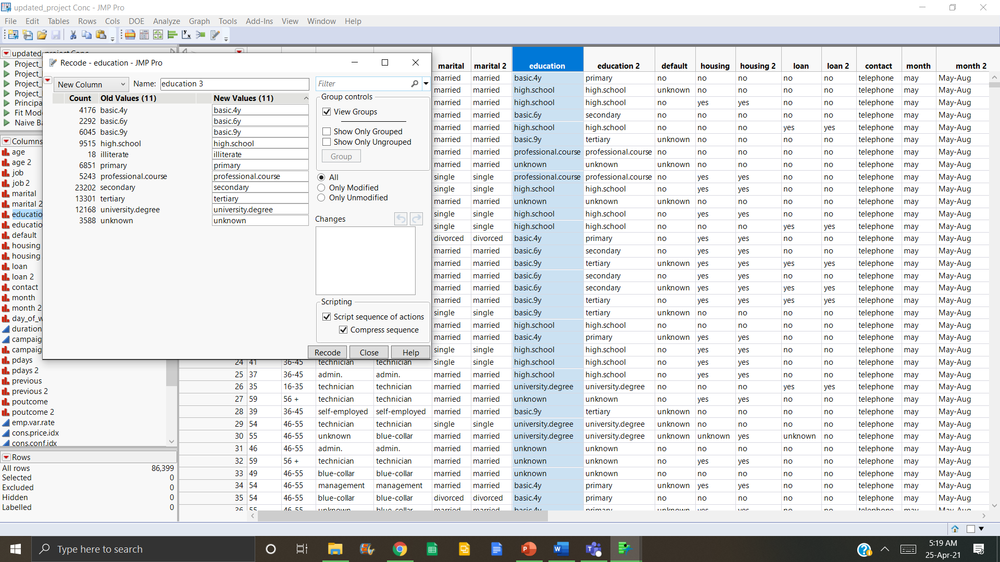 updated_project Conc - JMP Pro
File Edit Tables Rows Cols DOE Analyze Graph Tools Add-Ins View Window Help
Recode - education - JMP Pro
New Column Name: education 3
Count Old Values (11) New Values (11)
4176 basic.4y basic.4y
2292 basic.6y basic.6y
6045 basic.9y basic.9y
9515 high.school high.school
18 illiterate illiterate
6851 primary primary
5243 professional.course professional.course
23202 secondary secondary
13301 tertiary tertiary
12168 university.degree university.degree
3588 unknown unknown
Filter
Group controls
View Groups
Show Only Grouped
Show Only Ungrouped
Group
All
Only Modified
Only Unmodified
Changes
Scripting
Script sequence of actions
Compress sequence
Recode Close Help
Project_
Project_
Project_
Project_
Principa
Fit Mod
Naive Ba
Columns
age
age 2
job
job 2
marital
marital 2
educatio
educatio
default
housing
housing
loan
loan 2
contact
month
month 2
day_of_w
duration
campaig
campaig
pdays
pdays 2
previous
previous 2
poutcome
poutcome 2
emp.var.rate
cons.price.idx
cons.conf.idx
Rows
All rows 86,399
Selected 0
Excluded 0
Hidden 0
Labelled 0
marital marital 2 education education 2 default housing housing 2 loan loan 2 contact month month 2
married married basic.4y primary no no no no no telephone may May-Aug
married married high.school high.school unknown no no no no telephone may May-Aug
married married high.school high.school no yes yes no no telephone may May-Aug
married married basic.6y secondary no no no no no telephone may May-Aug
married married high.school high.school no no no yes yes telephone may May-Aug
married married basic.9y tertiary unknown no no no no telephone may May-Aug
married married professional.course professional.course no no no no no telephone may May-Aug
married married unknown unknown unknown no no no no telephone may May-Aug
single single professional.course professional.course no yes yes no no telephone may May-Aug
single single high.school high.school no yes yes no no telephone may May-Aug
married married unknown unknown unknown no no no no telephone may May-Aug
single single high.school high.school no yes yes no no telephone may May-Aug
single single high.school high.school no no no yes yes telephone may May-Aug
divorced divorced basic.4y primary no yes yes no no telephone may May-Aug
married married basic.6y secondary no yes yes no no telephone may May-Aug
married married basic.9y tertiary unknown yes yes yes yes telephone may May-Aug
married married basic.6y secondary no yes yes no no telephone may May-Aug
married married basic.6y secondary unknown yes yes yes yes telephone may May-Aug
married married basic.9y tertiary no yes yes yes yes telephone may May-Aug
single single basic.9y tertiary unknown no no no no telephone may May-Aug
married married high.school high.school no no no no no telephone may May-Aug
married married basic.4y primary unknown yes yes no no telephone may May-Aug
single single high.school high.school no yes yes no no telephone may May-Aug
24 41 36-45 technician technician single single high.school high.school no yes yes no no telephone may May-Aug
25 37 36-45 admin. admin. married married high.school high.school no yes yes no no telephone may May-Aug
26 35 16-35 technician technician married married university.degree university.degree no no no yes yes telephone may May-Aug
27 59 56 + technician technician married married unknown unknown no yes yes no no telephone may May-Aug
28 39 36-45 self-employed self-employed married married basic.9y tertiary unknown no no no no telephone may May-Aug
29 54 46-55 technician technician single single university.degree university.degree unknown no no no no telephone may May-Aug
30 55 46-55 unknown blue-collar married married university.degree university.degree unknown unknown yes unknown no telephone may May-Aug
31 46 46-55 admin. admin. married married unknown unknown no no no no no telephone may May-Aug
32 59 56 + technician technician married married unknown unknown no yes yes no no telephone may May-Aug
33 49 46-55 blue-collar blue-collar married married unknown unknown no no no no no telephone may May-Aug
34 54 46-55 management management married married basic.4y primary unknown yes yes no no telephone may May-Aug
35 54 46-55 blue-collar blue-collar divorced divorced basic.4y primary no no no no no telephone may May-Aug
36 55 46-55 unknown blue-collar married married basic.4y primary unknown yes yes no no telephone may May-Aug
Type here to search
5:19 AM
25-Apr-21